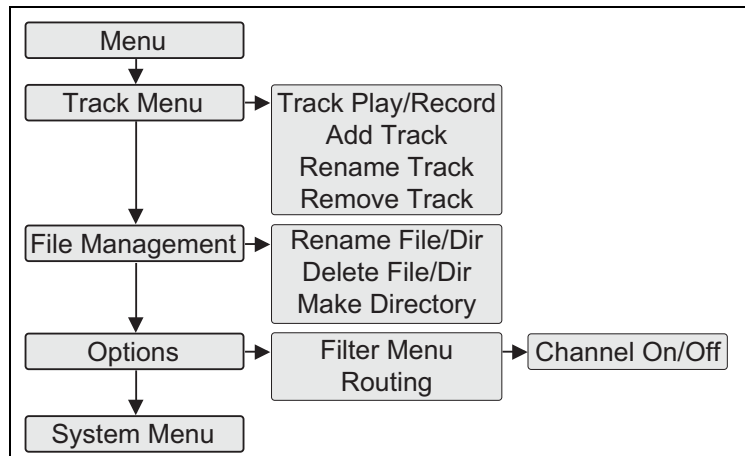 Menu
Track Menu
Track Play/Record
Add Track
Rename Track
Remove Track
File Management
Rename File/Dir
Delete File/Dir
Make Directory
Options
Filter Menu
Routing
Channel On/Off
System Menu